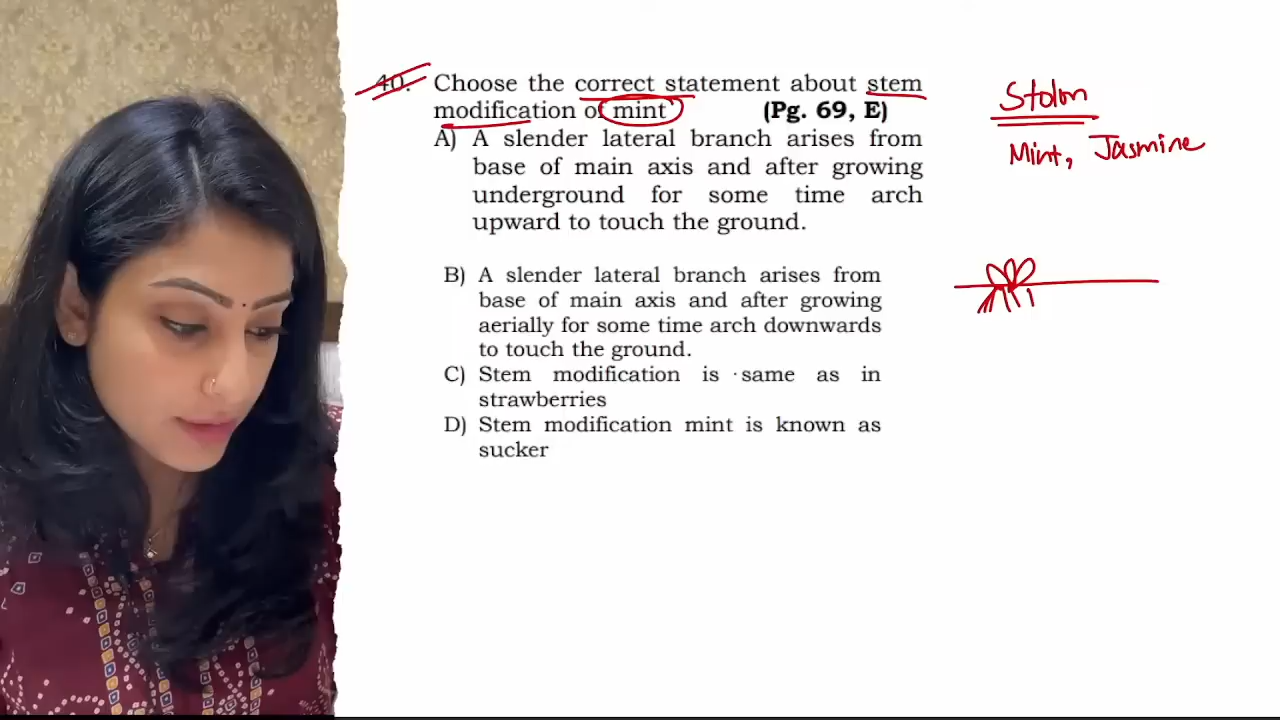 40. Choose the correct statement about stem
modification of mint (Pg. 69, E)
A) A slender lateral branch arises from
base of main axis and after growing
underground for some time arch
upward to touch the ground.
B) A slender lateral branch arises from
base of main axis and after growing
aerially for some time arch downwards
to touch the ground.
C) Stem modification is same as in
strawberries
D) Stem modification mint is known as
sucker
Stolon
Mint, Jasmine